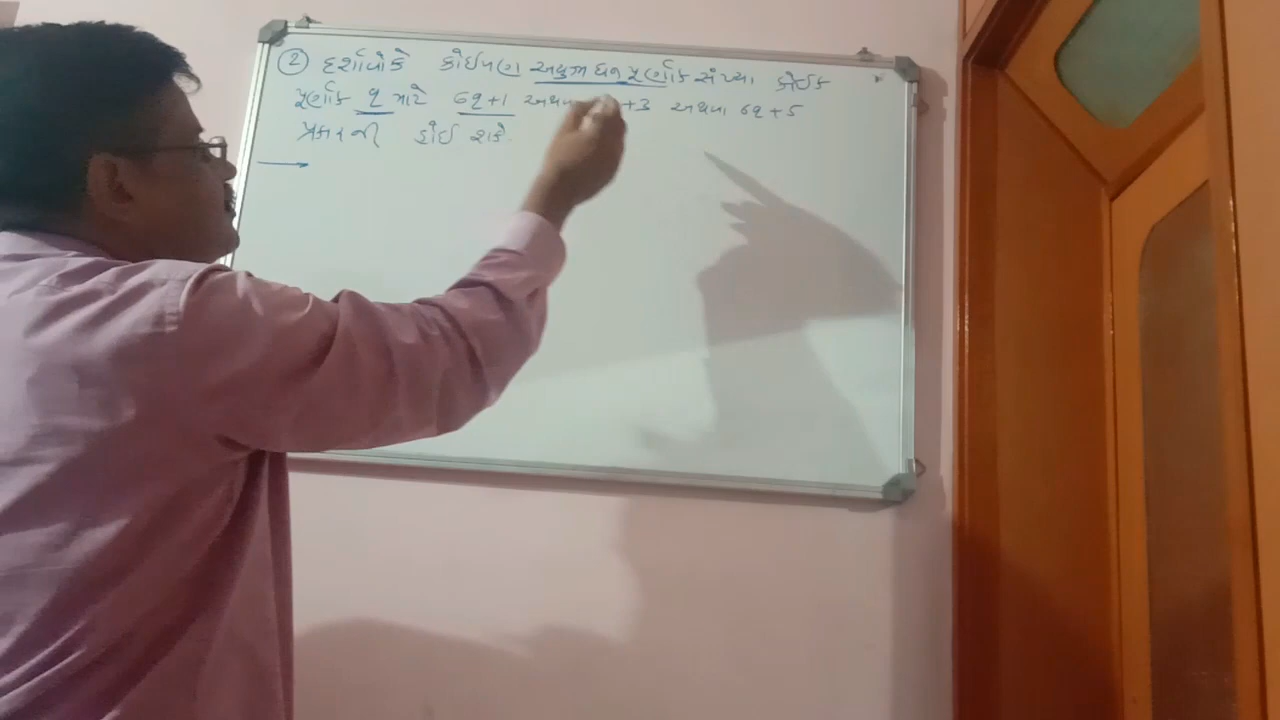 ② દર્શાવોકે કોઈપણ અયુગ્મ ધન પૂર્ણાંક સંખ્યા કોઈક
પૂર્ણાંક q માટે 6q+1 અથવા +3 અથવા 6q+5
પ્રકારની હોઈ શકે.